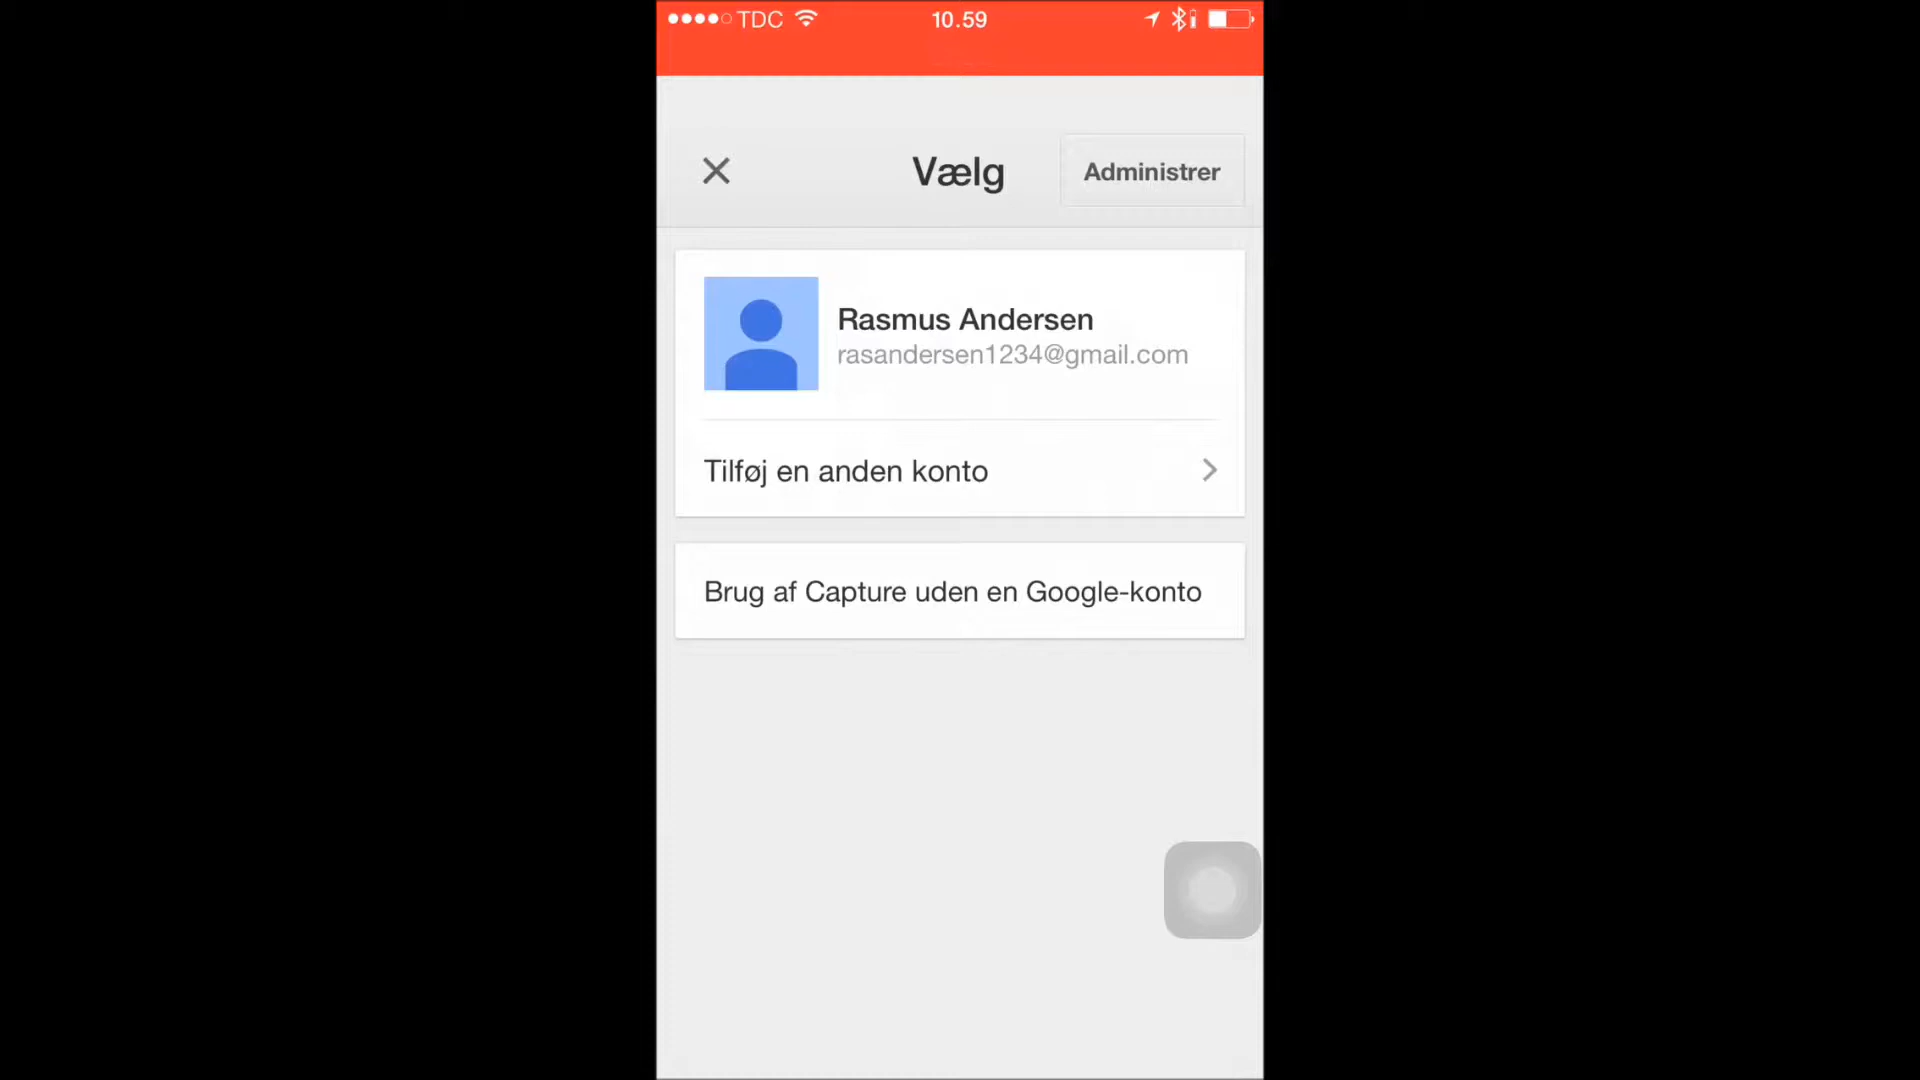 TDC 10.59
Vælg Administrer
Rasmus Andersen
rasandersen1234@gmail.com
Tilføj en anden konto
Brug af Capture uden en Google-konto